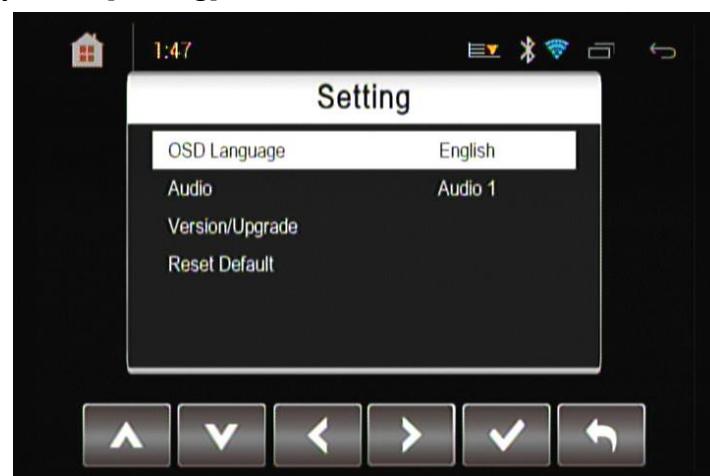 1:47
Setting
OSD Language English
Audio Audio 1
Version/Upgrade
Reset Default